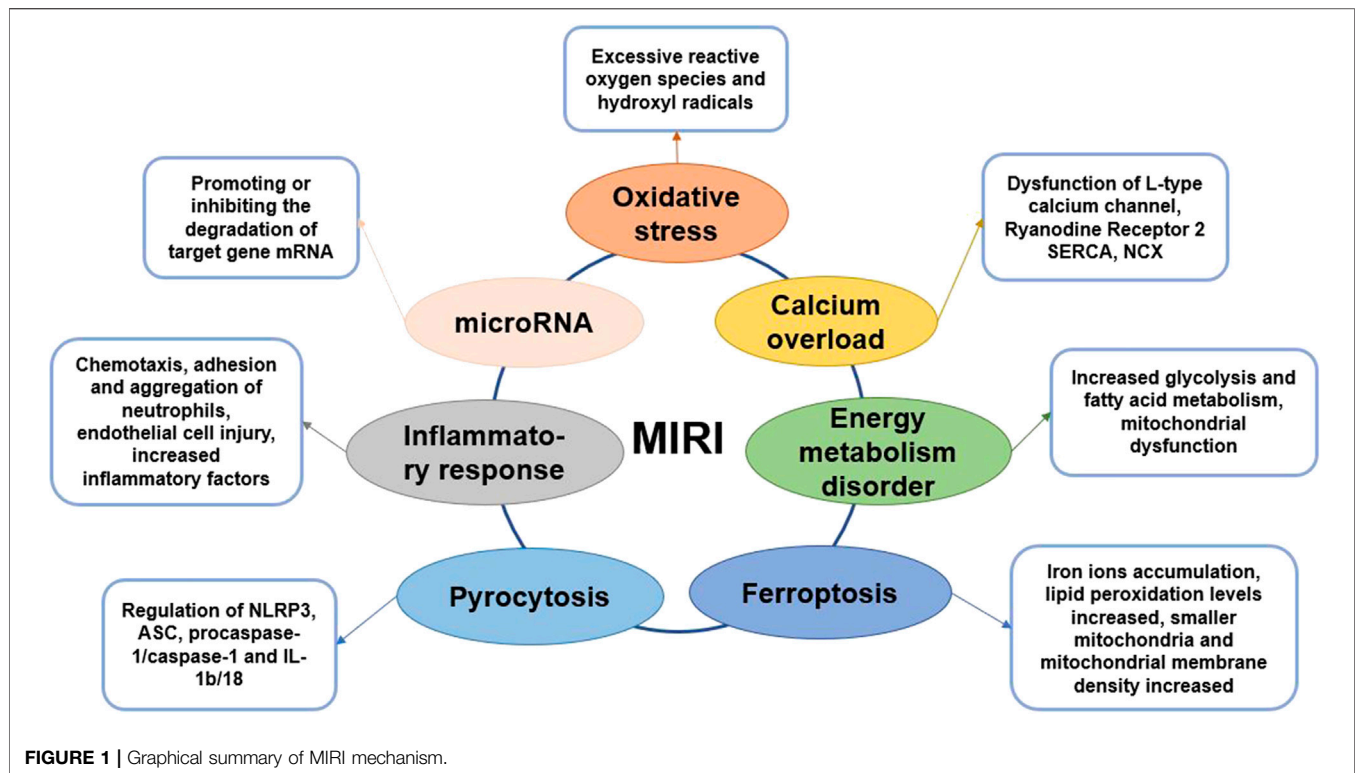 Excessive reactive
oxygen species and
hydroxyl radicals
Promoting or
inhibiting the
degradation of
target gene mRNA
Oxidative
stress
Dysfunction of L-type
calcium channel,
Ryanodine Receptor 2
SERCA, NCX
microRNA
Calcium
overload
Chemotaxis, adhesion
and aggregation of
neutrophils,
endothelial cell injury,
increased
inflammatory factors
Inflammato-
ry response
MIRI
Energy
metabolism
disorder
Increased glycolysis and
fatty acid metabolism,
mitochondrial
dysfunction
Regulation of NLRP3,
ASC, procaspase-
1/caspase-1 and IL-
1b/18
Pyrocytosis
Ferroptosis
Iron ions accumulation,
lipid peroxidation levels
increased, smaller
mitochondria and
mitochondrial membrane
density increased
FIGURE 1 | Graphical summary of MIRI mechanism.